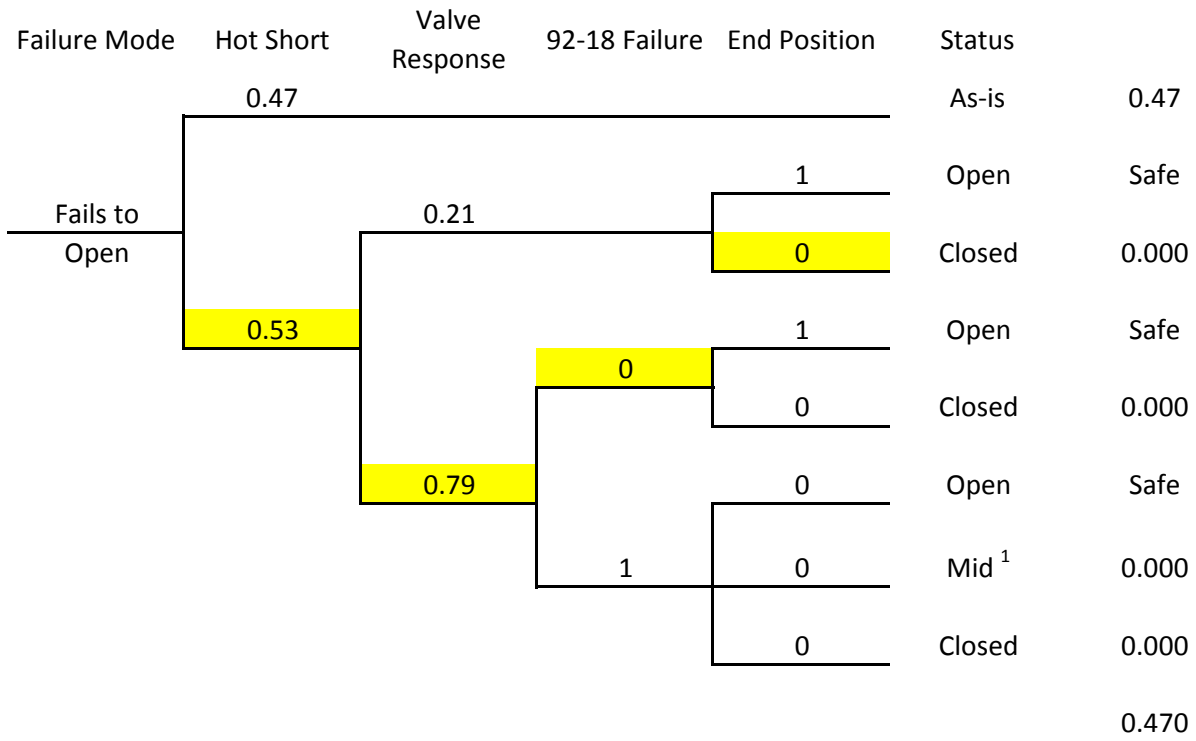 Failure Mode Hot Short Valve Response 92-18 Failure End Position Status
0.47 As-is 0.47
1 Open Safe
Fails to Open 0.21
0 Closed 0.000
0.53 1 Open Safe
0
0 Closed 0.000
0.79 0 Open Safe
1 0 Mid 1 0.000
0 Closed 0.000
0.470